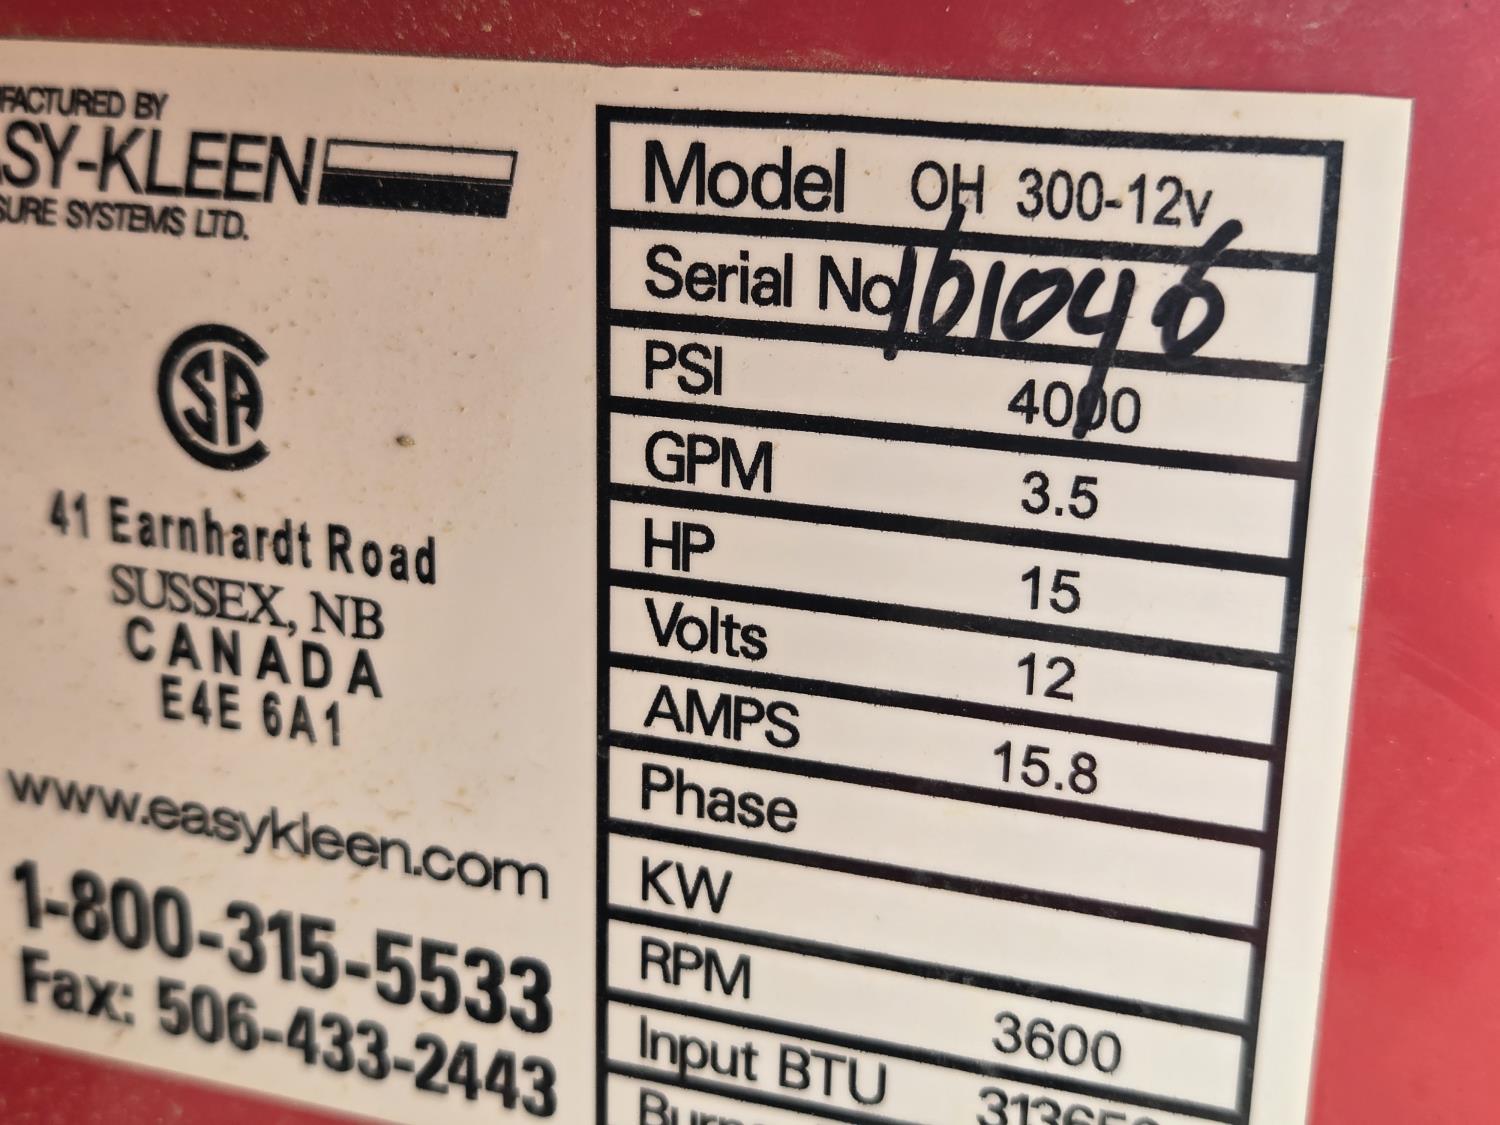 FACTURED BY
ASY-KLEEN
SURE SYSTEMS LTD.
CSA
41 Earnhardt Road
SUSSEX, NB
CANADA
E4E 6A1
www.easykleen.com
1-800-315-5533
Fax: 506-433-2443
Model OH 300-12v
Serial No 161046
PSI 4000
GPM 3.5
HP 15
Volts 12
AMPS 15.8
Phase
KW
RPM 3600
Input BTU